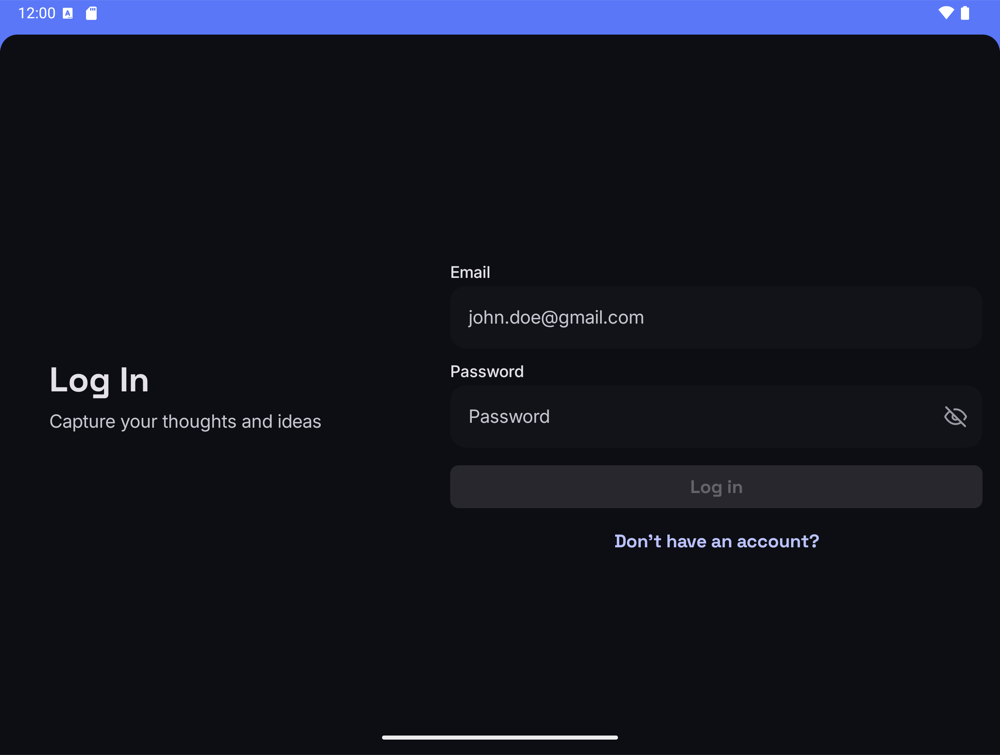 12:00
Log In
Capture your thoughts and ideas
Email
john.doe@gmail.com
Password
Password
Log in
Don't have an account?